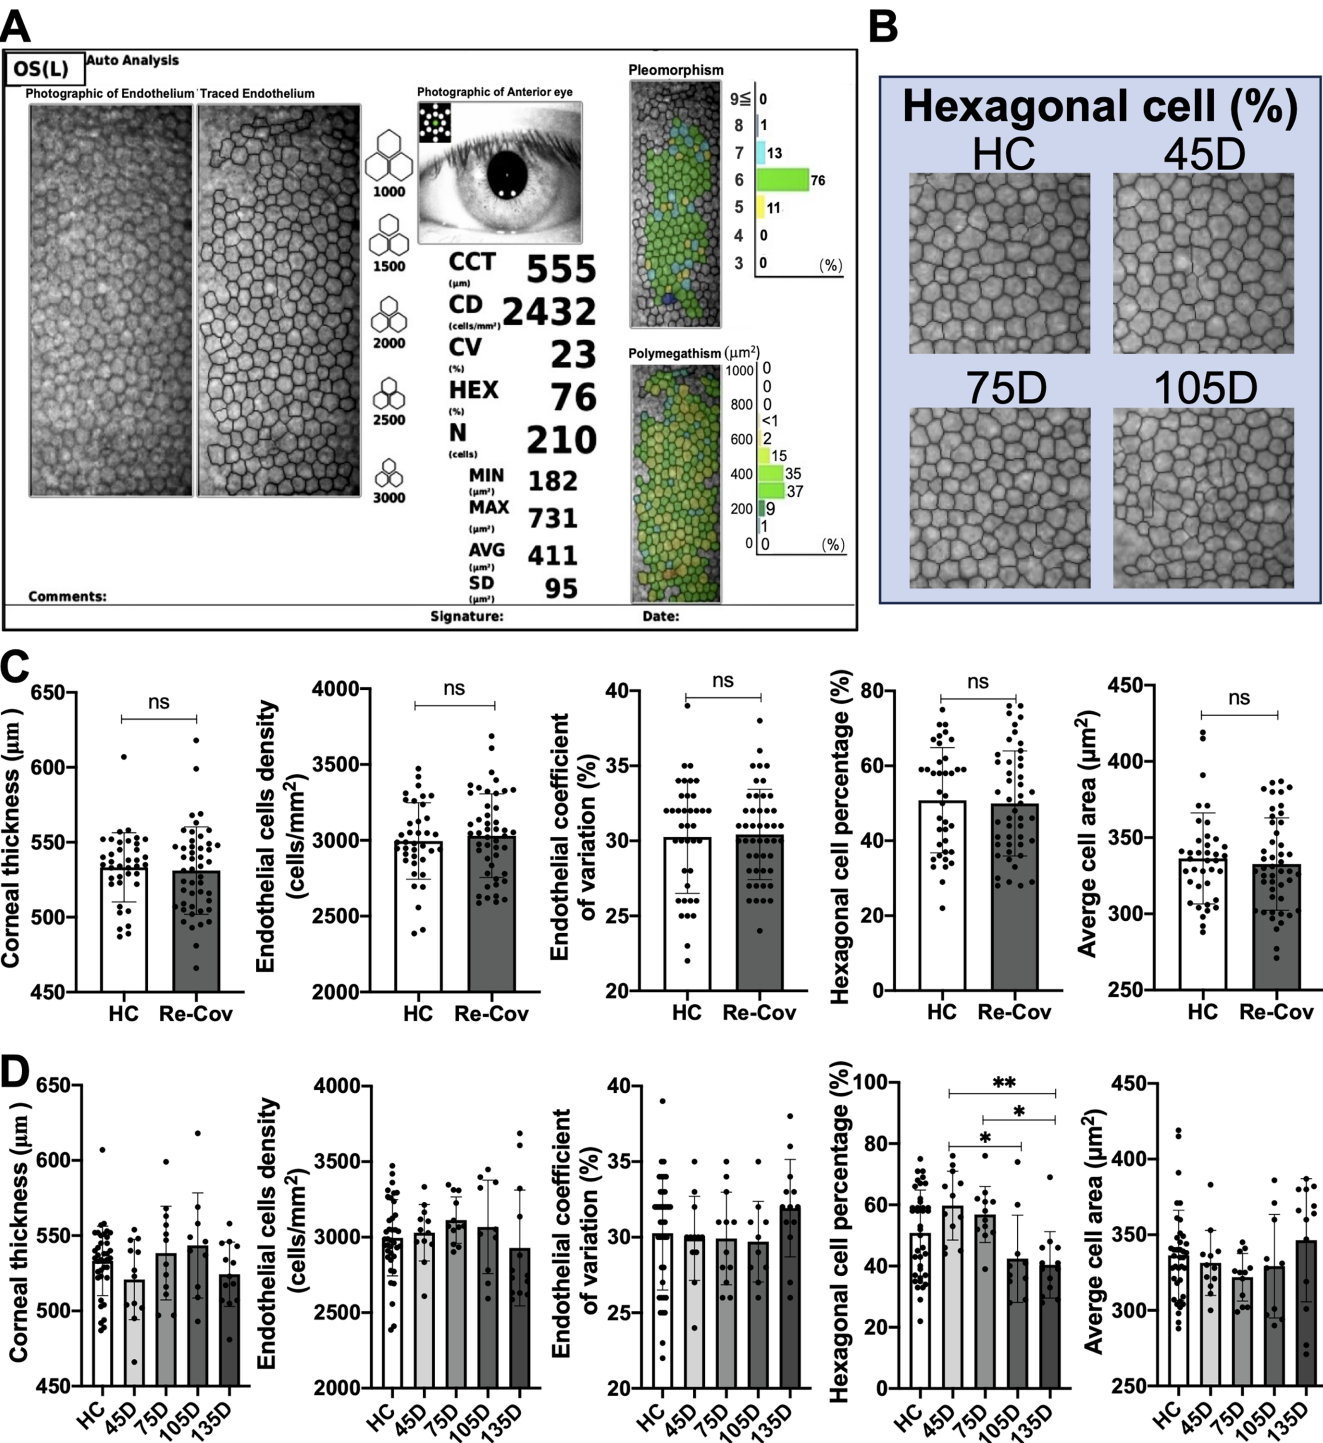 A
OS(L)
Auto Analysis
Photographic of Endothelium
Traced Endothelium
1000
1500
2000
2500
3000
Photographic of Anterior eye
CCT 555
(μm)
CD 2432
(cells/mm²)
CV 23
(%)
HEX 76
(%)
N 210
(cells)
MIN 182
(μm²)
MAX 731
(μm²)
AVG 411
(μm²)
SD 95
(μm²)
Pleomorphism
9≦ 0
8 1
7 13
6 76
5 11
4 0
3 0
(%)
Polymegathism (μm²)
1000 0
0
800 0
<1
600 2
15
400 35
37
200 9
1
0 0
(%)
Comments:
Signature:
Date:
B
Hexagonal cell (%)
HC 45D
75D 105D
C
Corneal thickness (μm )
650
600
550
500
450
ns
HC Re-Cov
Endothelial cells density
(cells/mm2)
4000
3500
3000
2500
2000
ns
HC Re-Cov
Endothelial coefficient
of variation (%)
40
35
30
25
20
ns
HC Re-Cov
Hexagonal cell percentage (%)
80
60
40
20
0
ns
HC Re-Cov
Averge cell area (μm²)
450
400
350
300
250
ns
HC Re-Cov
D
Corneal thickness (μm )
650
600
550
500
450
HC 45D 75D 105D 135D
Endothelial cells density
(cells/mm2)
4000
3500
3000
2500
2000
HC 45D 75D 105D 135D
Endothelial coefficient
of variation (%)
40
35
30
25
20
HC 45D 75D 105D 135D
Hexagonal cell percentage (%)
100
80
60
40
20
0
**
*
*
HC 45D 75D 105D 135D
Averge cell area (μm²)
450
400
350
300
250
HC 45D 75D 105D 135D